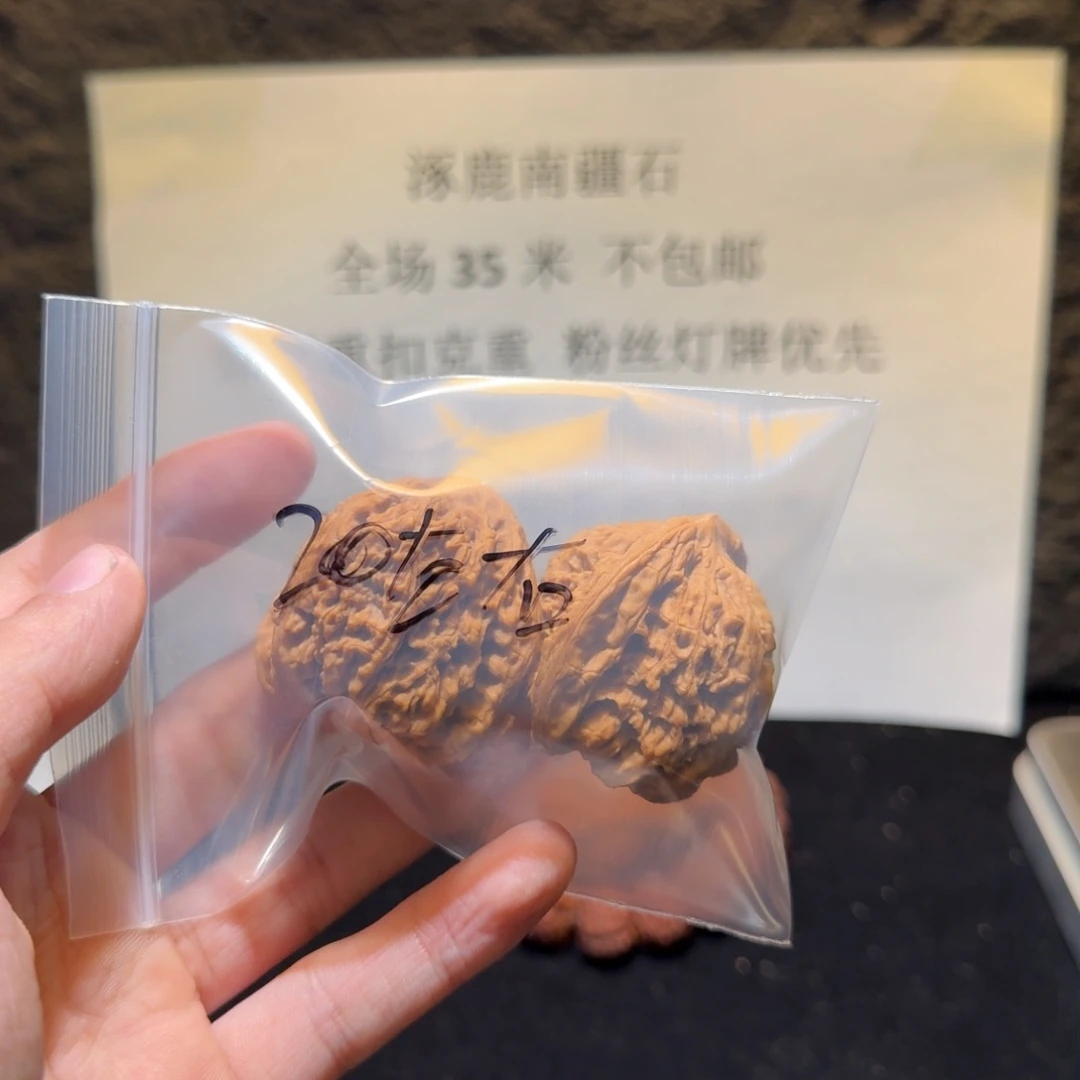 涿鹿南疆石
全场 35 米 不包邮
重扣克重 粉丝灯牌优先